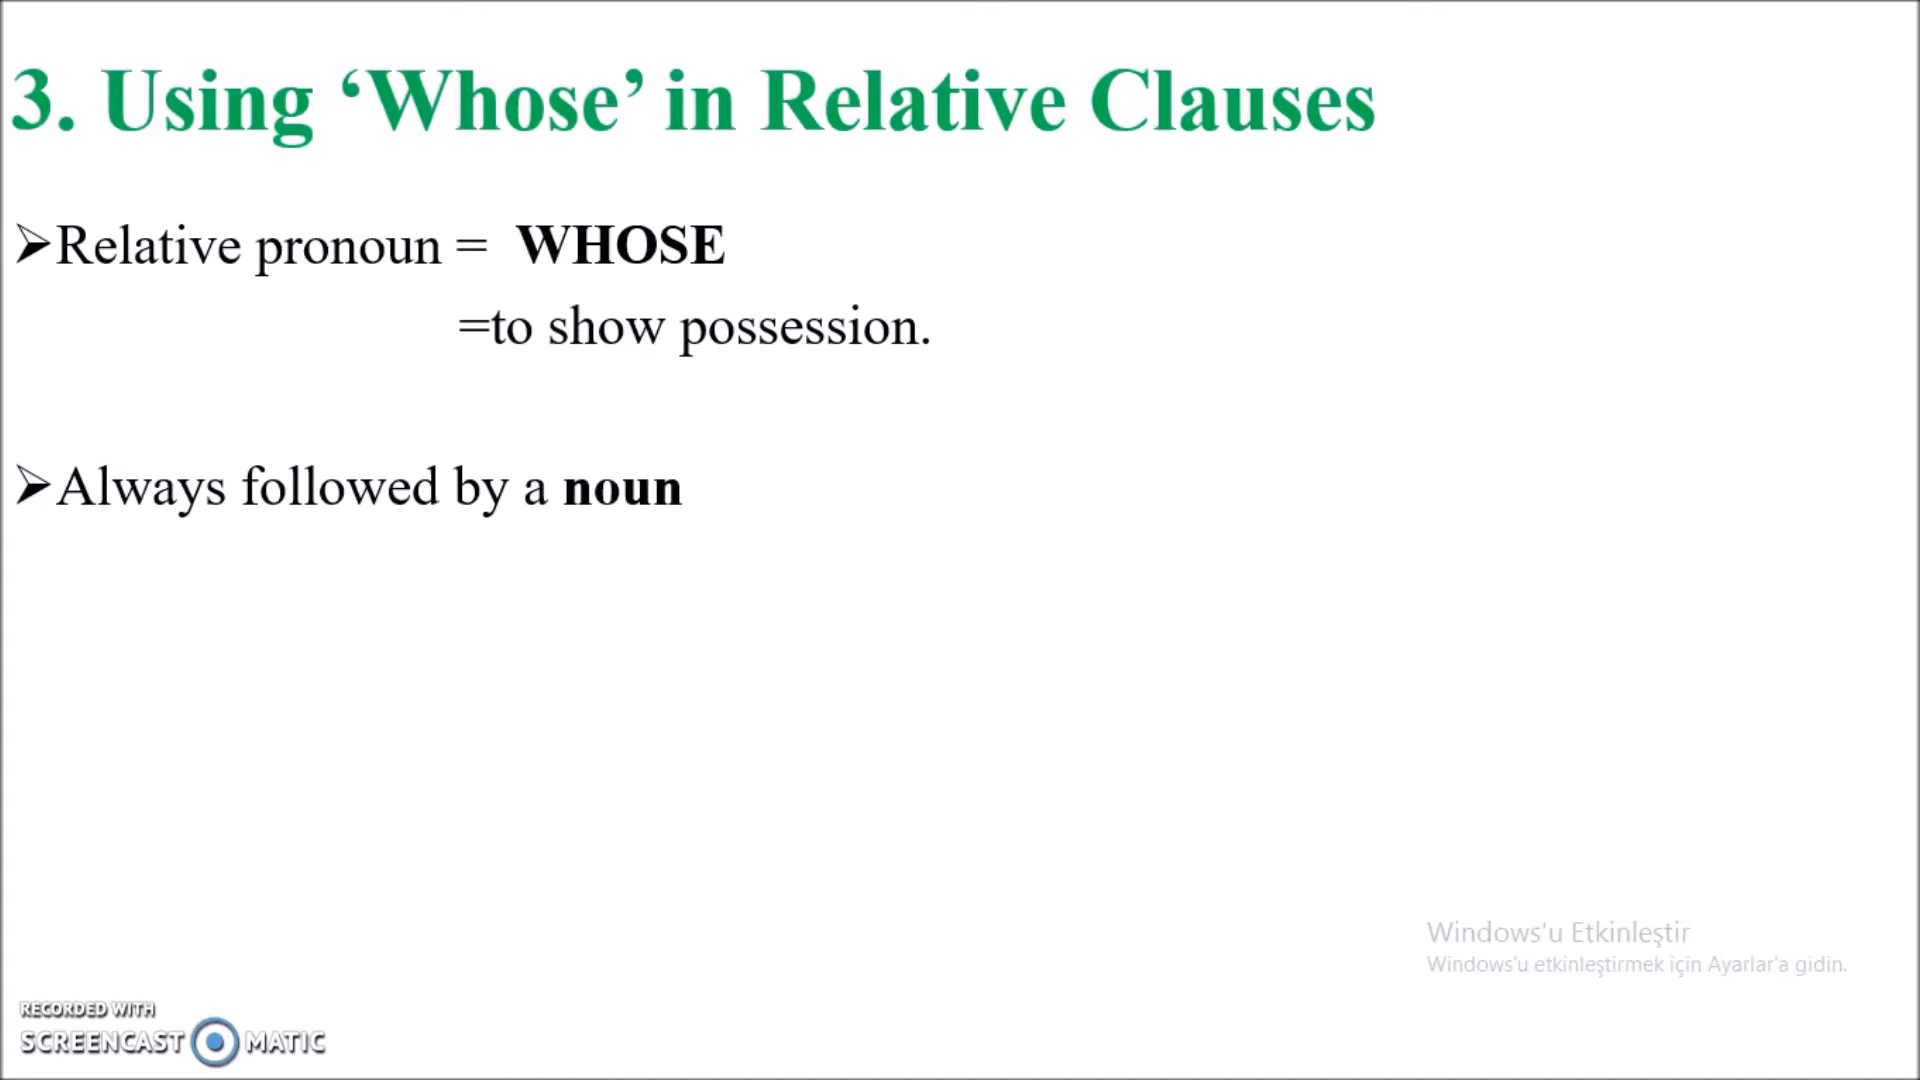 3. Using ‘Whose’ in Relative Clauses
➢Relative pronoun = WHOSE
=to show possession.
➢Always followed by a noun
Windows'u Etkinleştir
Windows'u etkinleştirmek için Ayarlar'a gidin.
RECORDED WITH
SCREENCAST MATIC